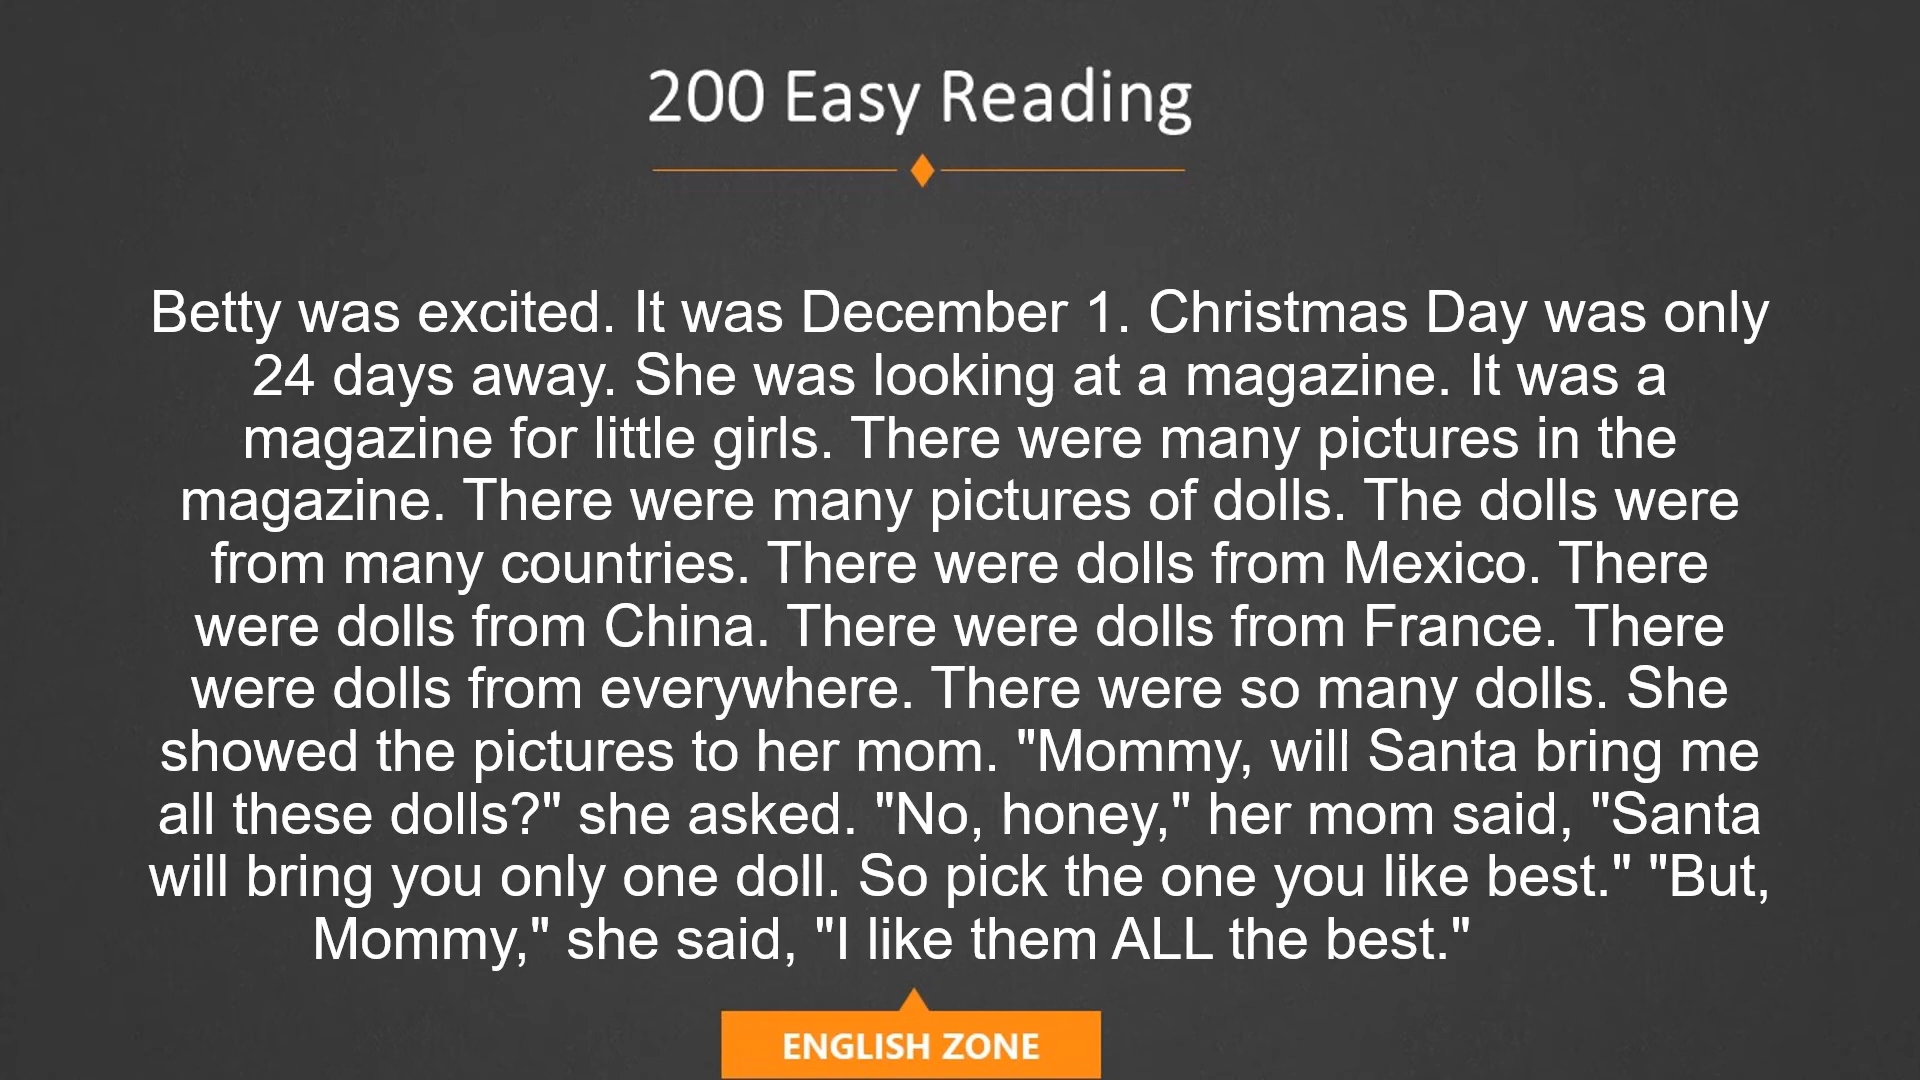 200 Easy Reading
Betty was excited. It was December 1. Christmas Day was only
24 days away. She was looking at a magazine. It was a
magazine for little girls. There were many pictures in the
magazine. There were many pictures of dolls. The dolls were
from many countries. There were dolls from Mexico. There
were dolls from China. There were dolls from France. There
were dolls from everywhere. There were so many dolls. She
showed the pictures to her mom. "Mommy, will Santa bring me
all these dolls?" she asked. "No, honey," her mom said, "Santa
will bring you only one doll. So pick the one you like best." "But,
Mommy," she said, "I like them ALL the best."
ENGLISH ZONE